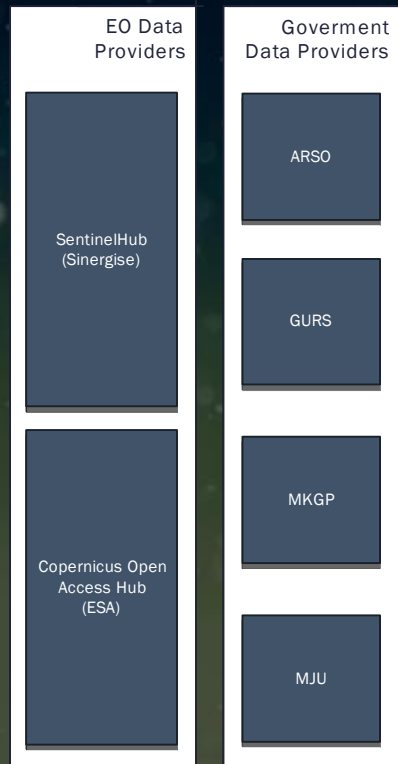 EO Data
Providers
SentinelHub
(Sinergise)
Copernicus Open
Access Hub
(ESA)
Goverment
Data Providers
ARSO
GURS
MKGP
MJU